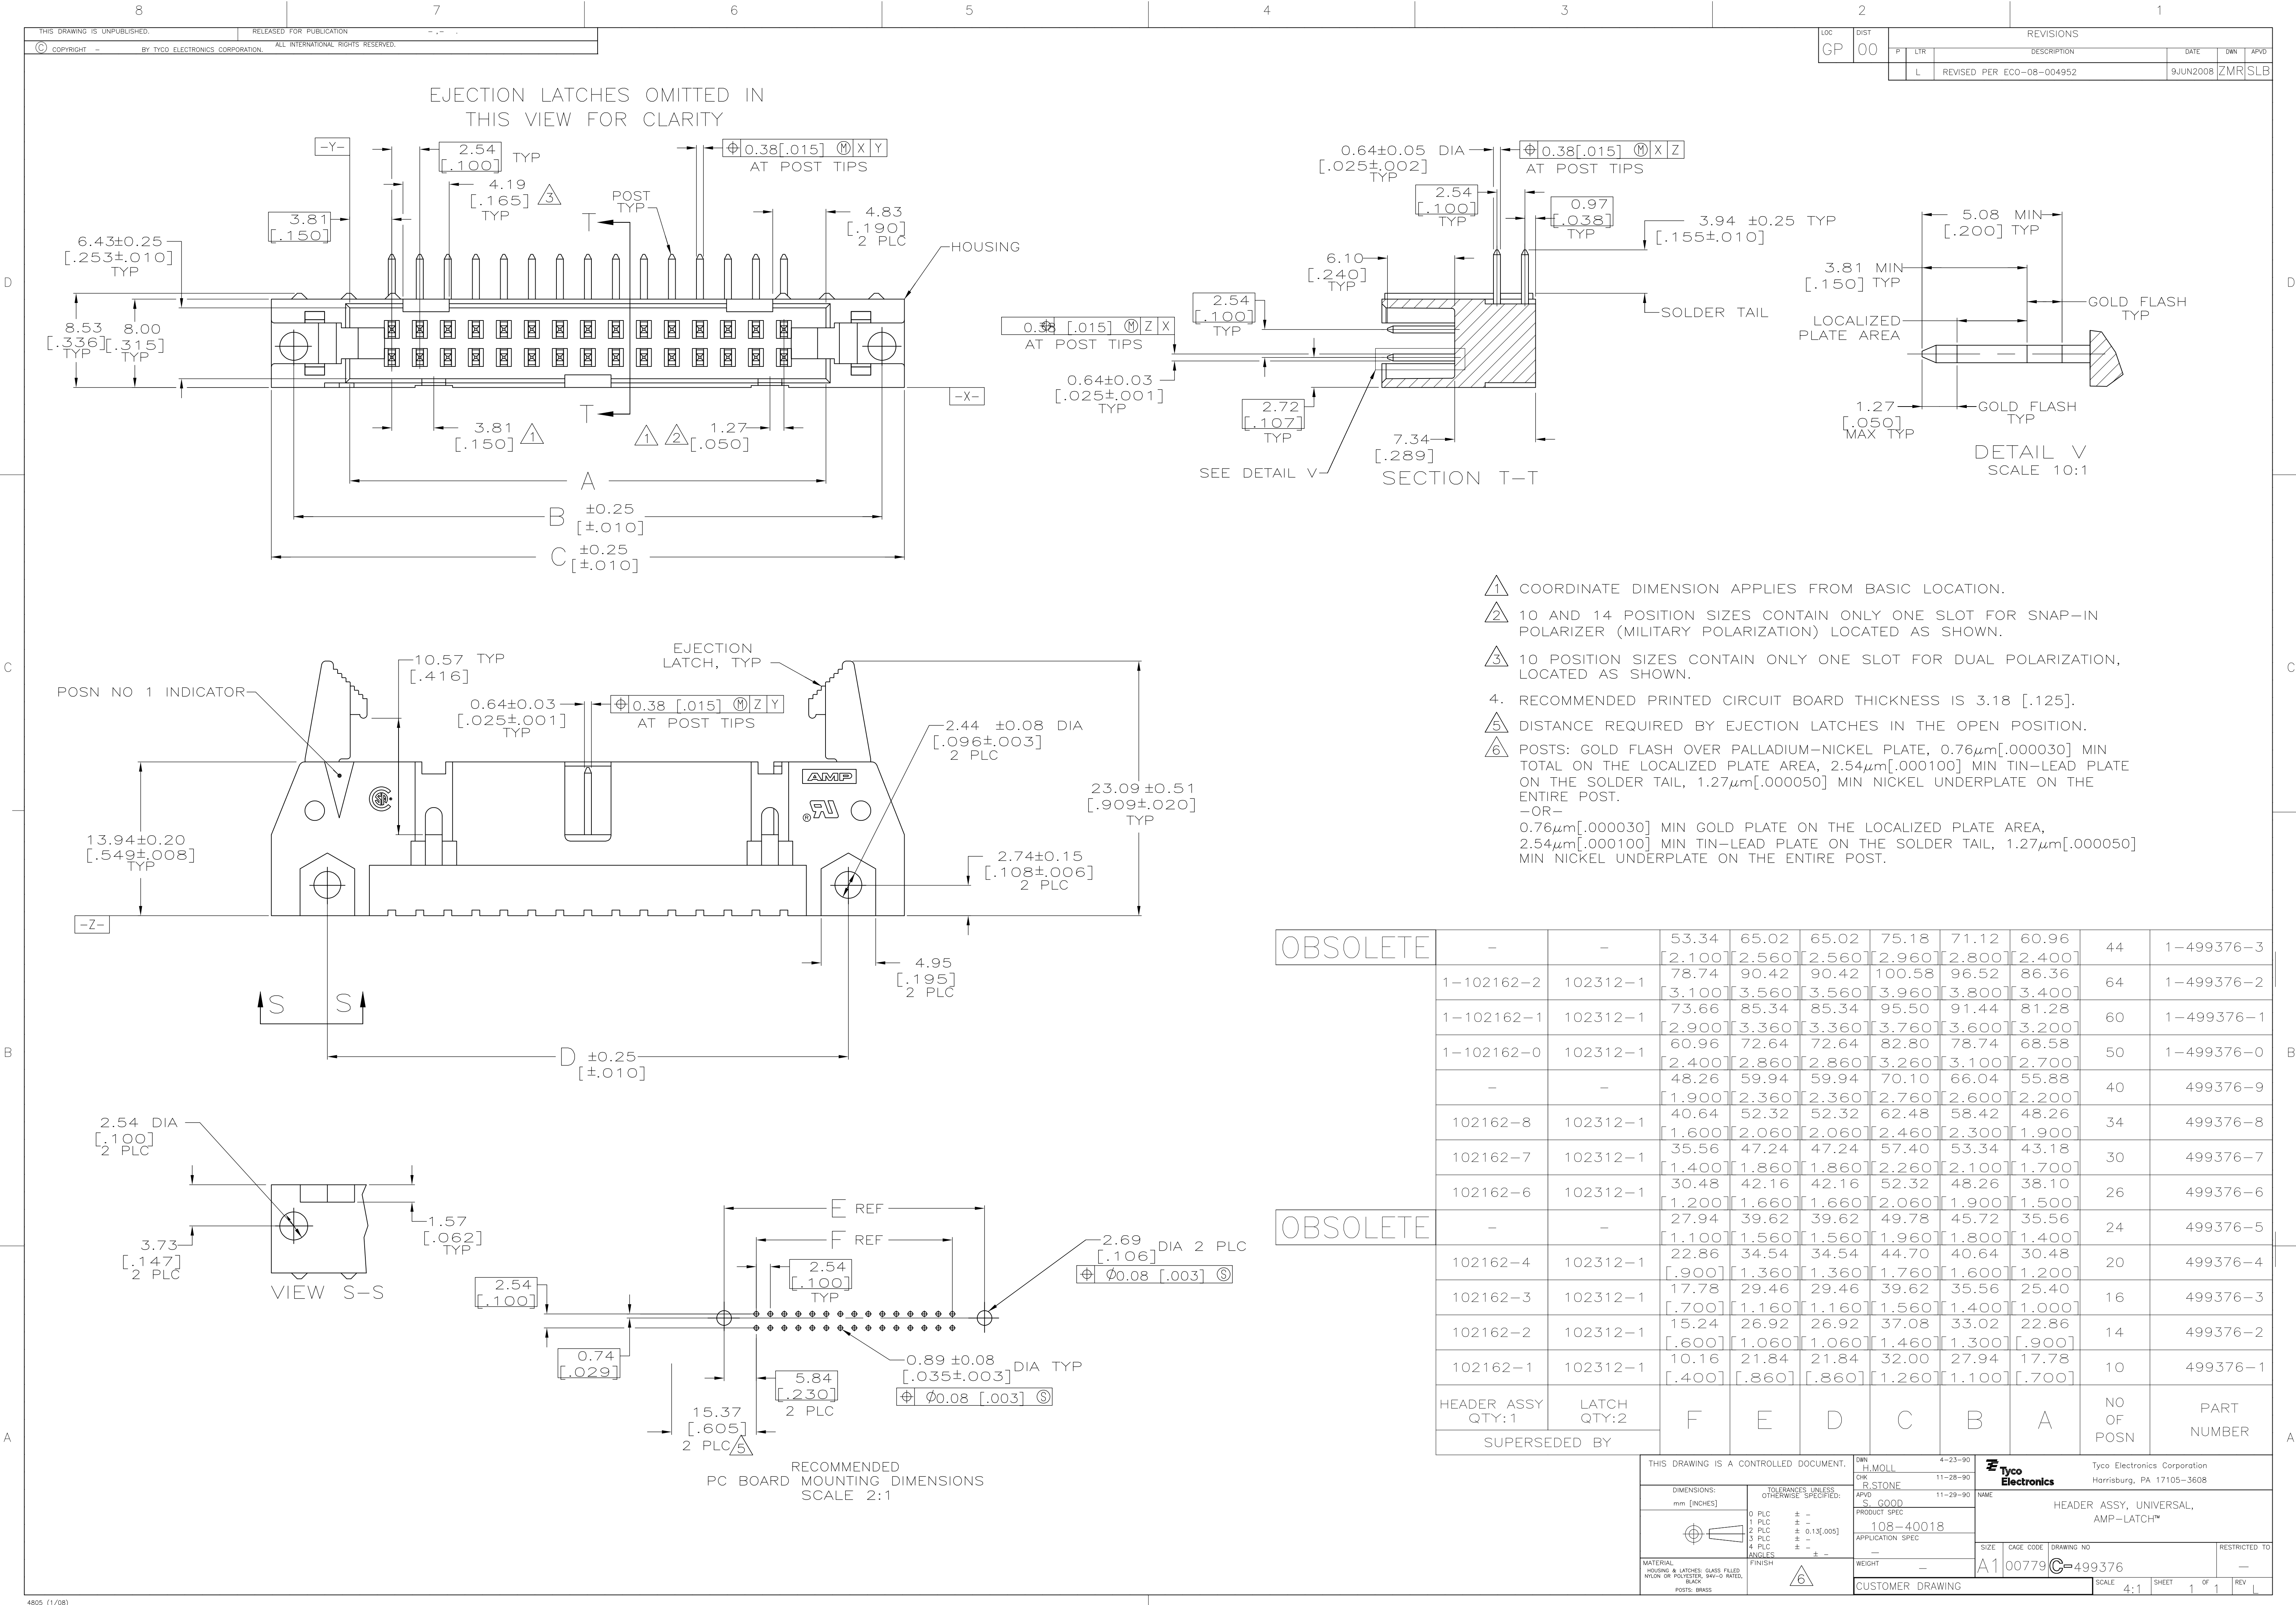 8 7 6 5 4 3 2 1
THIS DRAWING IS UNPUBLISHED.
RELEASED FOR PUBLICATION - ,- .
© COPYRIGHT - BY TYCO ELECTRONICS CORPORATION.
ALL INTERNATIONAL RIGHTS RESERVED.
LOC
GP
DIST
00
REVISIONS
P LTR DESCRIPTION DATE DWN APVD
L REVISED PER ECO-08-004952 9JUN2008 ZMR SLB
EJECTION LATCHES OMITTED IN
THIS VIEW FOR CLARITY
-Y-
2.54
[.100]
TYP
4.19
[.165] 3
TYP
0.38[.015] Ⓜ X Y
AT POST TIPS
POST
TYP
T
4.83
[.190]
2 PLC
HOUSING
3.81
[.150]
6.43±0.25
[.253±.010]
TYP
8.53
[.336]
TYP
8.00
[.315]
TYP
-X-
T
3.81
[.150] 1
1 2
1.27
[.050]
A
B ±0.25
[±.010]
C ±0.25
[±.010]
0.64±0.05 DIA
[.025±.002]
TYP
0.38[.015] Ⓜ X Z
AT POST TIPS
2.54
[.100]
TYP
0.97
[.038]
TYP
3.94 ±0.25 TYP
[.155±.010]
6.10
[.240]
TYP
2.54
[.100]
TYP
0.38 [.015] Ⓜ Z X
AT POST TIPS
SOLDER TAIL
0.64±0.03
[.025±.001]
TYP
2.72
[.107]
TYP
7.34
[.289]
SEE DETAIL V
SECTION T-T
5.08 MIN
[.200] TYP
3.81 MIN
[.150] TYP
GOLD FLASH
TYP
LOCALIZED
PLATE AREA
1.27
[.050]
MAX TYP
GOLD FLASH
TYP
DETAIL V
SCALE 10:1
1 COORDINATE DIMENSION APPLIES FROM BASIC LOCATION.
2 10 AND 14 POSITION SIZES CONTAIN ONLY ONE SLOT FOR SNAP-IN
POLARIZER (MILITARY POLARIZATION) LOCATED AS SHOWN.
3 10 POSITION SIZES CONTAIN ONLY ONE SLOT FOR DUAL POLARIZATION,
LOCATED AS SHOWN.
4. RECOMMENDED PRINTED CIRCUIT BOARD THICKNESS IS 3.18 [.125].
5 DISTANCE REQUIRED BY EJECTION LATCHES IN THE OPEN POSITION.
6 POSTS: GOLD FLASH OVER PALLADIUM-NICKEL PLATE, 0.76µm[.000030] MIN
TOTAL ON THE LOCALIZED PLATE AREA, 2.54µm[.000100] MIN TIN-LEAD PLATE
ON THE SOLDER TAIL, 1.27µm[.000050] MIN NICKEL UNDERPLATE ON THE
ENTIRE POST.
-OR-
0.76µm[.000030] MIN GOLD PLATE ON THE LOCALIZED PLATE AREA,
2.54µm[.000100] MIN TIN-LEAD PLATE ON THE SOLDER TAIL, 1.27µm[.000050]
MIN NICKEL UNDERPLATE ON THE ENTIRE POST.
10.57 TYP
[.416]
EJECTION
LATCH, TYP
POSN NO 1 INDICATOR
0.64±0.03
[.025±.001]
TYP
0.38 [.015] Ⓜ Z Y
AT POST TIPS
2.44 ±0.08 DIA
[.096±.003]
2 PLC
AMP
23.09 ±0.51
[.909±.020]
TYP
13.94±0.20
[.549±.008]
TYP
2.74±0.15
[.108±.006]
2 PLC
-Z-
4.95
[.195]
2 PLC
S S
D ±0.25
[±.010]
2.54 DIA
[.100]
2 PLC
1.57
[.062]
TYP
3.73
[.147]
2 PLC
VIEW S-S
E REF
F REF
2.54
[.100]
TYP
2.69
[.106] DIA 2 PLC
Ø0.08 [.003] Ⓢ
2.54
[.100]
0.74
[.029]
0.89 ±0.08
[.035±.003] DIA TYP
Ø0.08 [.003] Ⓢ
5.84
[.230]
2 PLC
15.37
[.605]
2 PLC 5
RECOMMENDED
PC BOARD MOUNTING DIMENSIONS
SCALE 2:1
OBSOLETE - - 53.34 65.02 65.02 75.18 71.12 60.96 44 1-499376-3
[2.100] [2.560] [2.560] [2.960] [2.800] [2.400]
1-102162-2 102312-1 78.74 90.42 90.42 100.58 96.52 86.36 64 1-499376-2
[3.100] [3.560] [3.560] [3.960] [3.800] [3.400]
1-102162-1 102312-1 73.66 85.34 85.34 95.50 91.44 81.28 60 1-499376-1
[2.900] [3.360] [3.360] [3.760] [3.600] [3.200]
1-102162-0 102312-1 60.96 72.64 72.64 82.80 78.74 68.58 50 1-499376-0
[2.400] [2.860] [2.860] [3.260] [3.100] [2.700]
- - 48.26 59.94 59.94 70.10 66.04 55.88 40 499376-9
[1.900] [2.360] [2.360] [2.760] [2.600] [2.200]
102162-8 102312-1 40.64 52.32 52.32 62.48 58.42 48.26 34 499376-8
[1.600] [2.060] [2.060] [2.460] [2.300] [1.900]
102162-7 102312-1 35.56 47.24 47.24 57.40 53.34 43.18 30 499376-7
[1.400] [1.860] [1.860] [2.260] [2.100] [1.700]
102162-6 102312-1 30.48 42.16 42.16 52.32 48.26 38.10 26 499376-6
[1.200] [1.660] [1.660] [2.060] [1.900] [1.500]
OBSOLETE - - 27.94 39.62 39.62 49.78 45.72 35.56 24 499376-5
[1.100] [1.560] [1.560] [1.960] [1.800] [1.400]
102162-4 102312-1 22.86 34.54 34.54 44.70 40.64 30.48 20 499376-4
[.900] [1.360] [1.360] [1.760] [1.600] [1.200]
102162-3 102312-1 17.78 29.46 29.46 39.62 35.56 25.40 16 499376-3
[.700] [1.160] [1.160] [1.560] [1.400] [1.000]
102162-2 102312-1 15.24 26.92 26.92 37.08 33.02 22.86 14 499376-2
[.600] [1.060] [1.060] [1.460] [1.300] [.900]
102162-1 102312-1 10.16 21.84 21.84 32.00 27.94 17.78 10 499376-1
[.400] [.860] [.860] [1.260] [1.100] [.700]
HEADER ASSY QTY:1
LATCH QTY:2
SUPERSEDED BY
F E D C B A
NO OF POSN
PART NUMBER
THIS DRAWING IS A CONTROLLED DOCUMENT.
DIMENSIONS:
mm [INCHES]
TOLERANCES UNLESS
OTHERWISE SPECIFIED:
0 PLC ± -
1 PLC ± -
2 PLC ± 0.13[.005]
3 PLC ± -
4 PLC ± -
ANGLES ± -
MATERIAL
HOUSING & LATCHES: GLASS FILLED
NYLON OR POLYESTER, 94V-0 RATED,
BLACK
POSTS: BRASS
FINISH
6
DWN 4-23-90
H.MOLL
CHK 11-28-90
R.STONE
APVD 11-29-90
S. GOOD
PRODUCT SPEC
108-40018
APPLICATION SPEC
-
WEIGHT -
CUSTOMER DRAWING
Tyco
Electronics
Tyco Electronics Corporation
Harrisburg, PA 17105-3608
NAME
HEADER ASSY, UNIVERSAL,
AMP-LATCH™
SIZE
A1
CAGE CODE
00779
DRAWING NO
C-499376
RESTRICTED TO
-
SCALE 4:1
SHEET 1 OF 1
REV L
D D
C C
B B
A A
4805 (1/08)